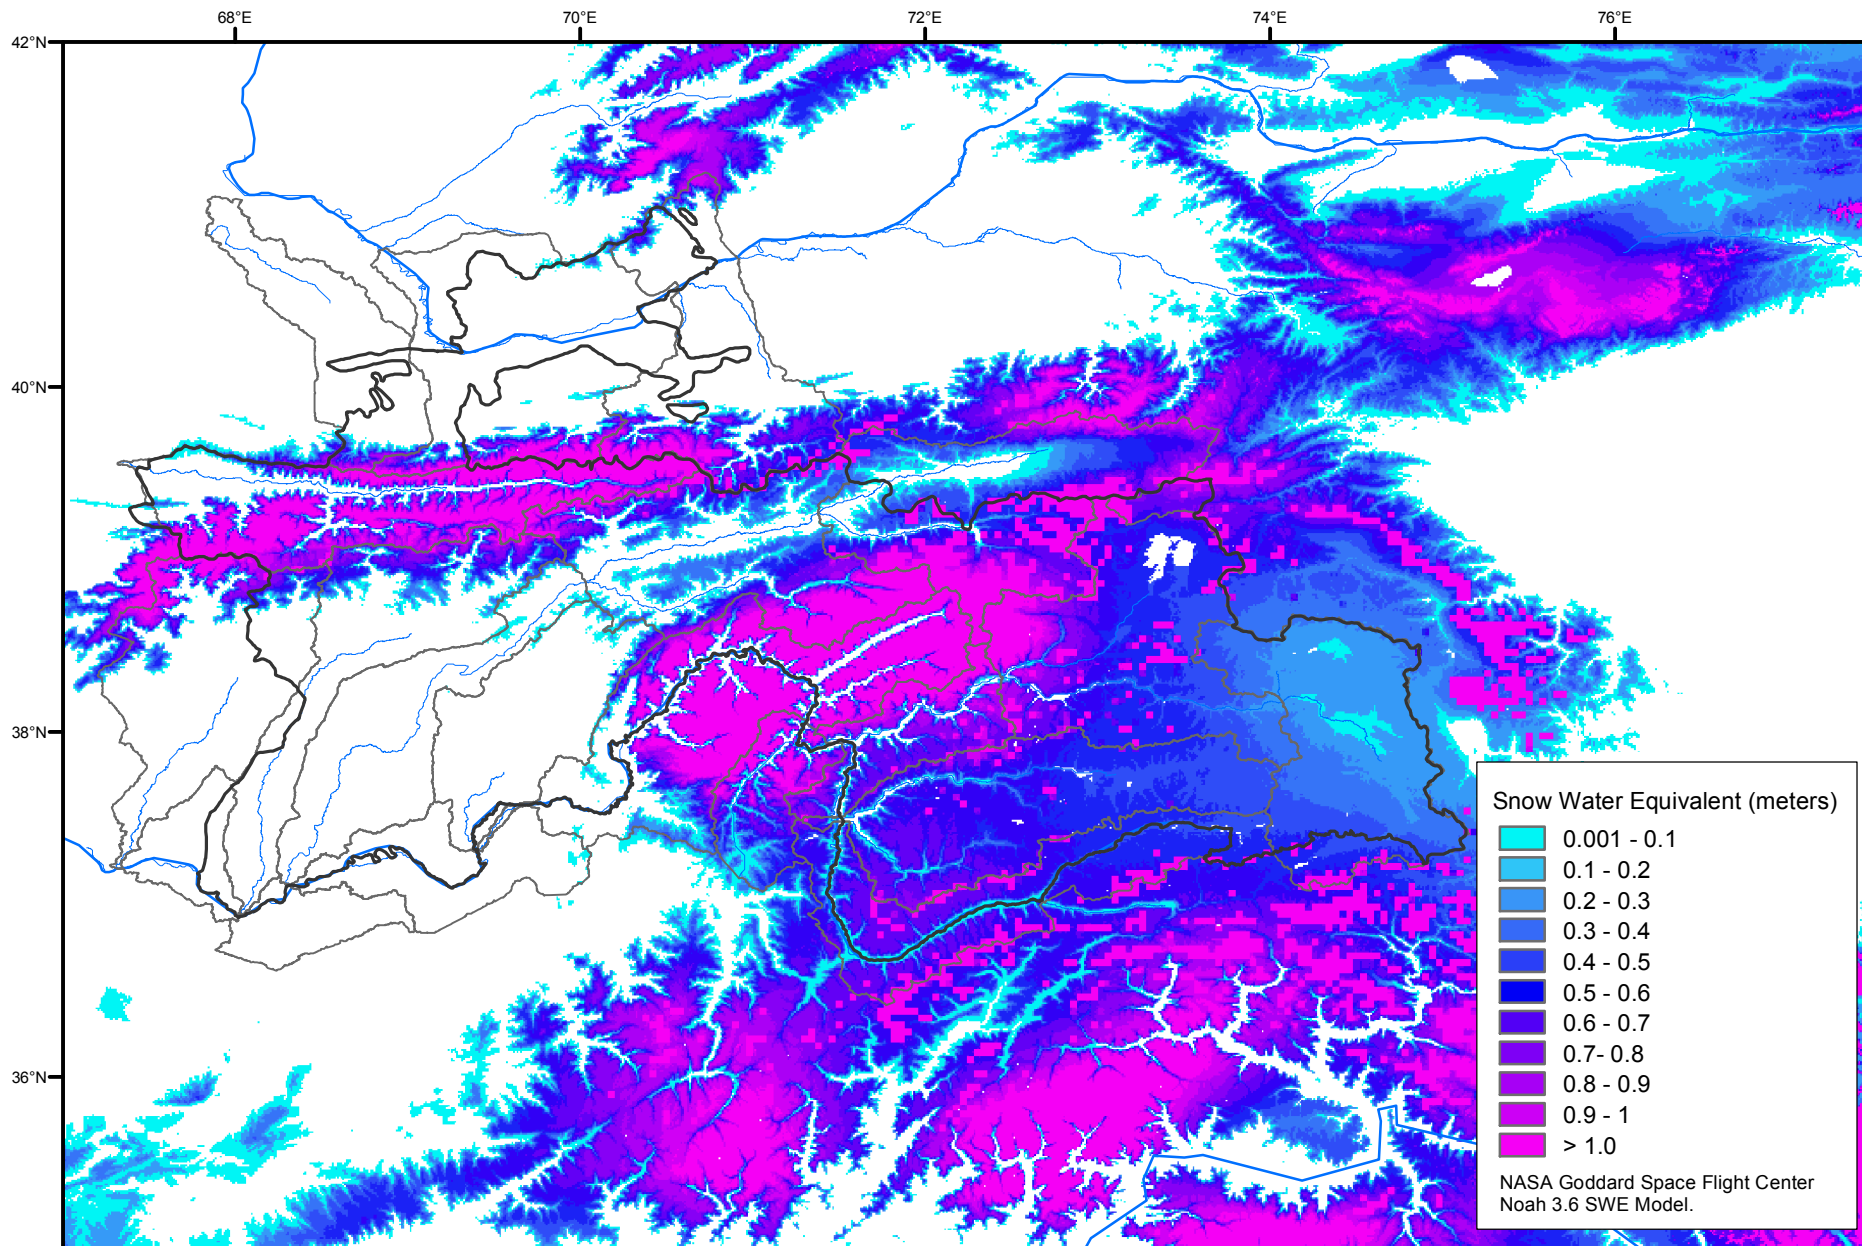 68°E
70°E
72°E
74°E
76°E
42°N
40°N
38°N
36°N
Snow Water Equivalent (meters)
0.001 - 0.1
0.1 - 0.2
0.2 - 0.3
0.3 - 0.4
0.4 - 0.5
0.5 - 0.6
0.6 - 0.7
0.7- 0.8
0.8 - 0.9
0.9 - 1
> 1.0
NASA Goddard Space Flight Center
Noah 3.6 SWE Model.